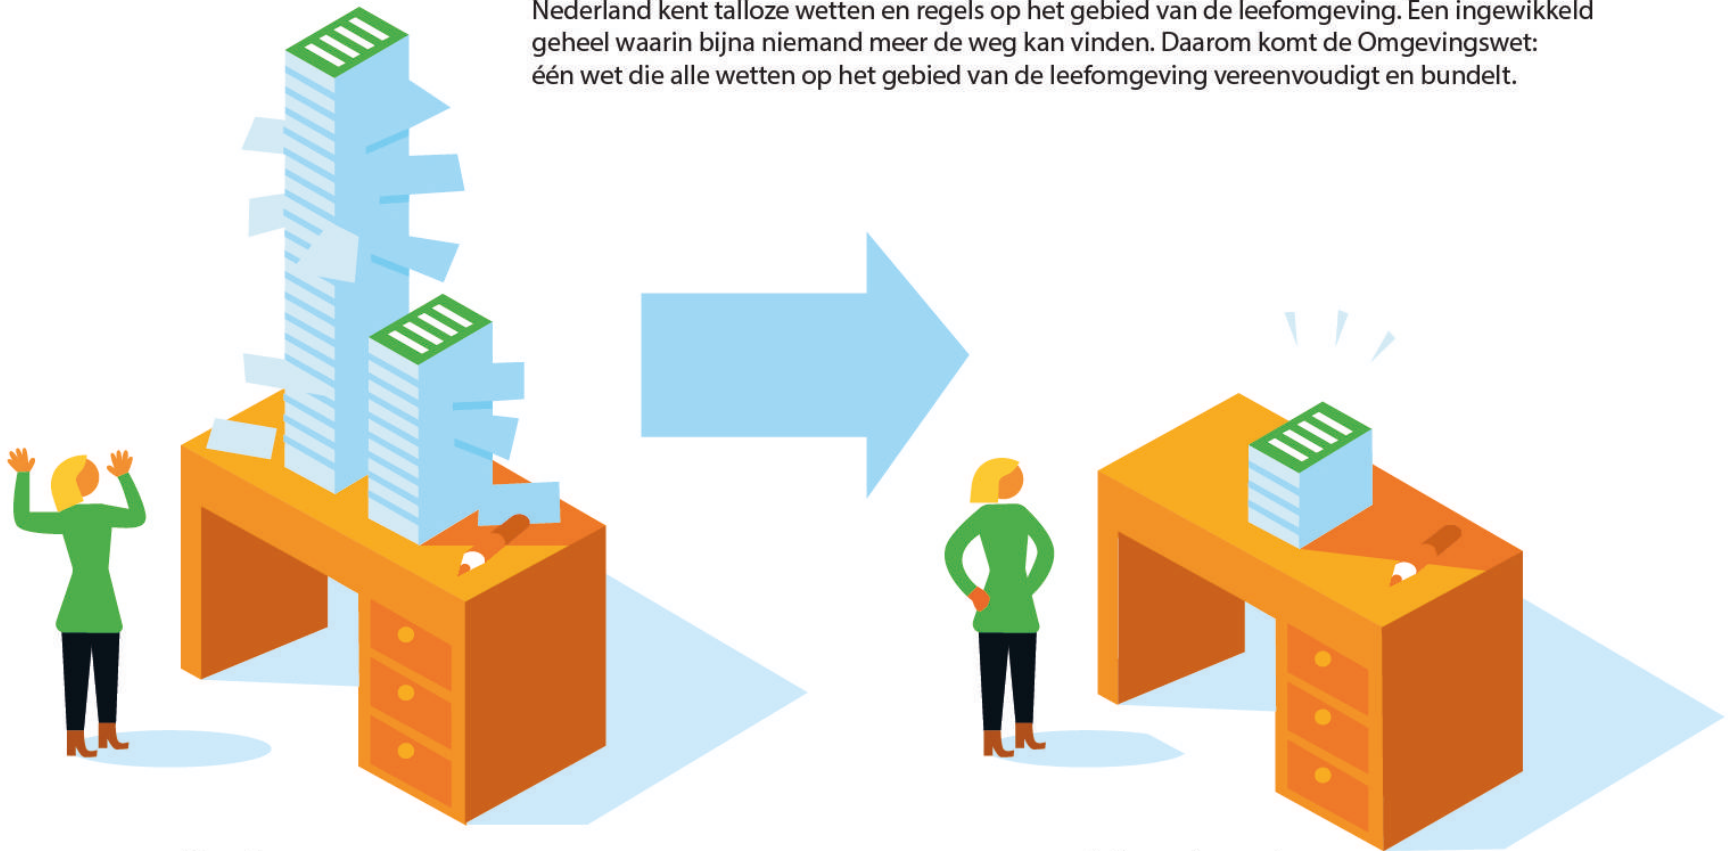 Nederland kent talloze wetten en regels op het gebied van de leefomgeving. Een ingewikkeld
geheel waarin bijna niemand meer de weg kan vinden. Daarom komt de Omgevingswet:
één wet die alle wetten op het gebied van de leefomgeving vereenvoudigt en bundelt.